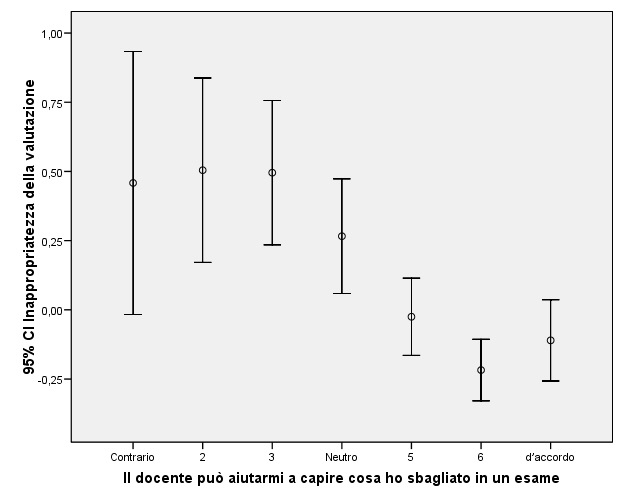 95% CI Inappropriatezza della valutazione
1,00
0,75
0,50
0,25
0,00
-0,25
Contrario 2 3 Neutro 5 6 d'accordo
Il docente può aiutarmi a capire cosa ho sbagliato in un esame